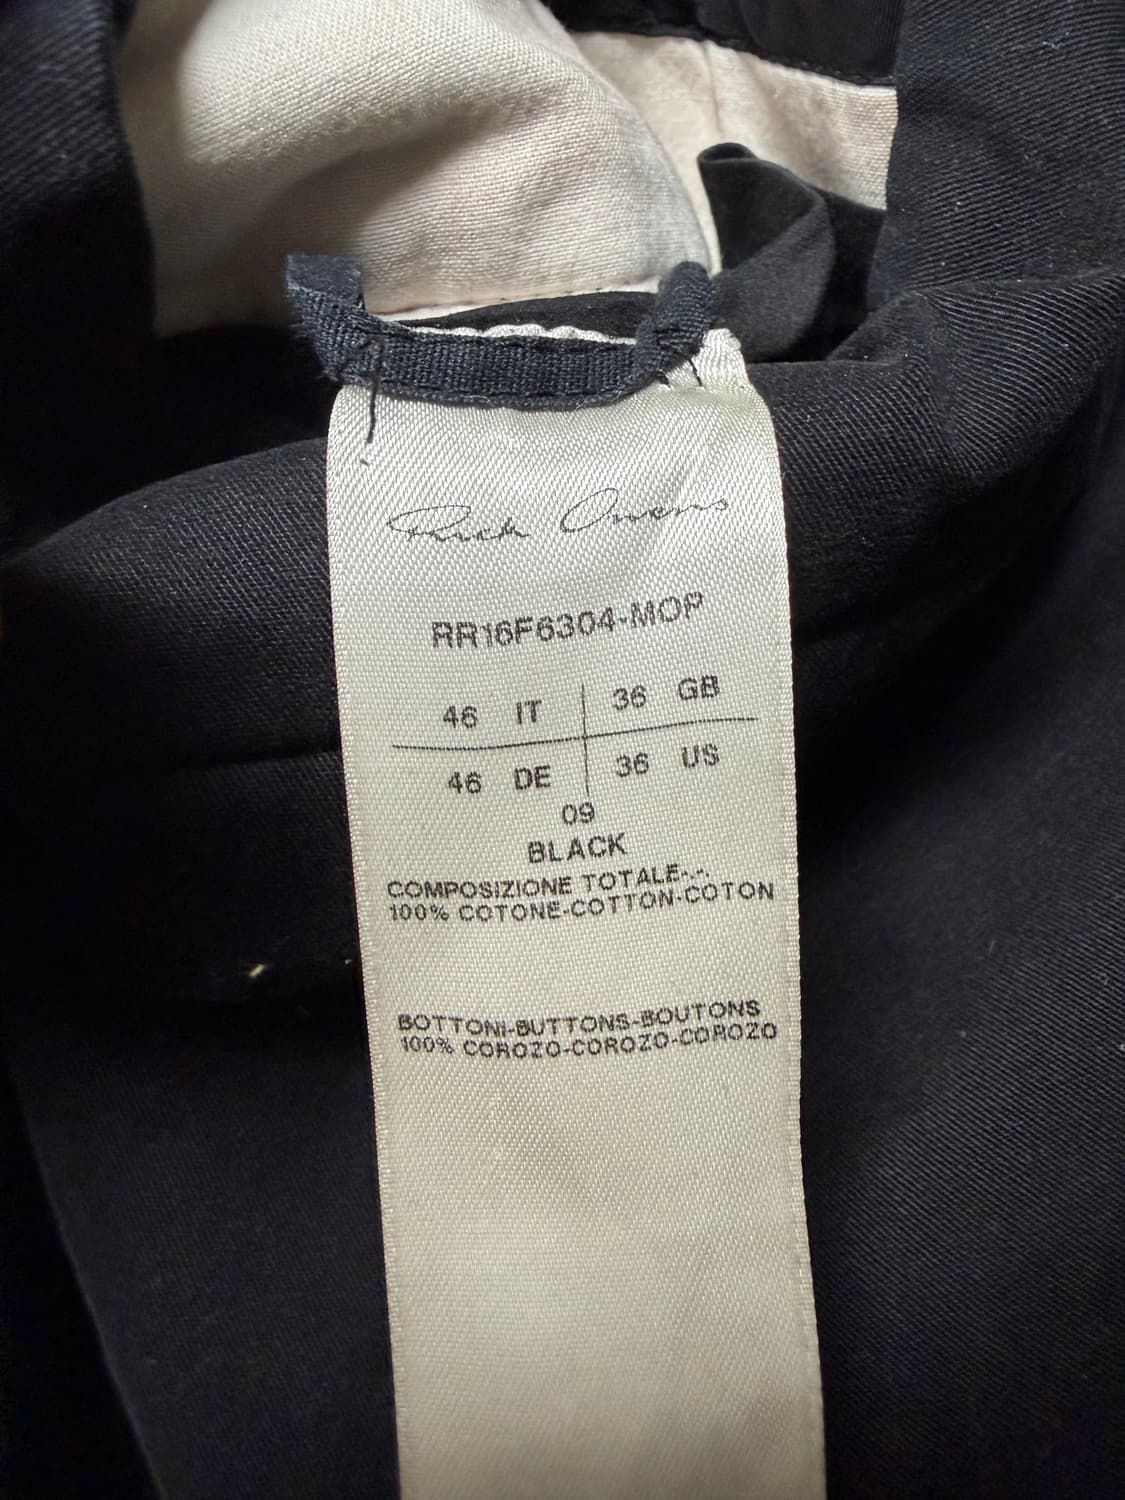 Rick Owens
RR16F6304-MOP
46 IT 36 GB
46 DE 36 US
09
BLACK
COMPOSIZIONE TOTALE-.-.
100% COTONE-COTTON-COTON
BOTTONI-BUTTONS-BOUTONS
100% COROZO-COROZO-COROZO